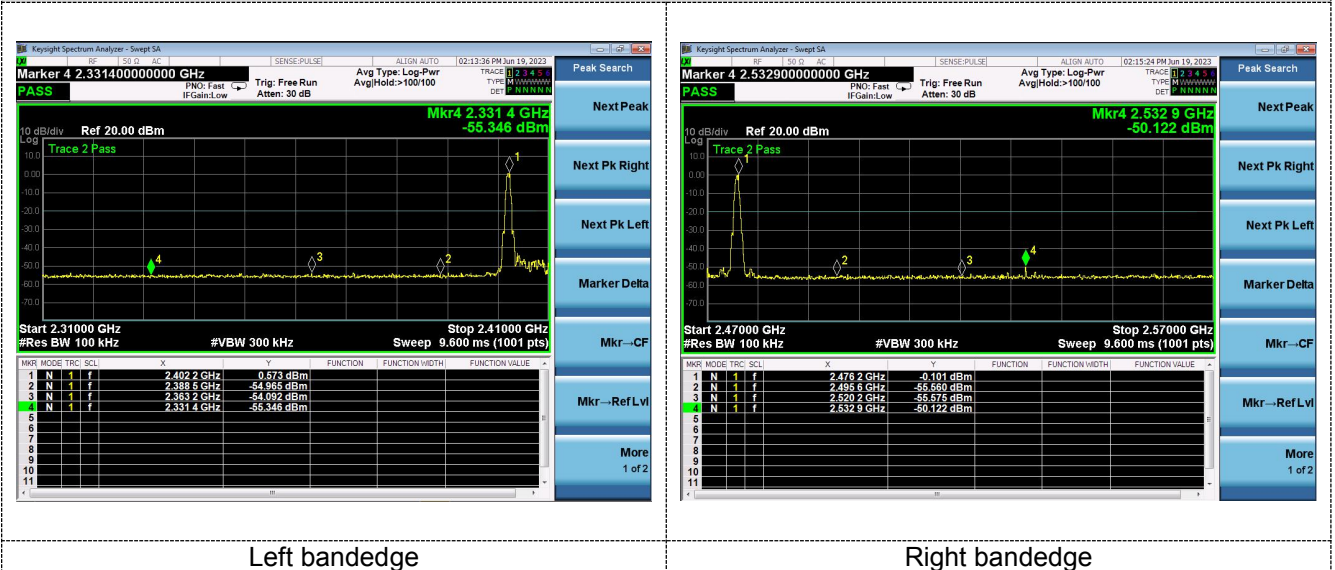 Keysight Spectrum Analyzer - Swept SA
RF 50 Ω AC SENSE:PULSE ALIGN AUTO 02:13:36 PM Jun 19, 2023
Marker 4 2.331400000000 GHz
PASS
PNO: Fast
IFGain:Low
Trig: Free Run
Atten: 30 dB
Avg Type: Log-Pwr
Avg|Hold:>100/100
TRACE 1 2 3 4 5 6
TYPE M WWWWW
DET P NNNNN
Mkr4 2.331 4 GHz
-55.346 dBm
10 dB/div Ref 20.00 dBm
Log
Trace 2 Pass
10.0
0.00
-10.0
-20.0
-30.0
-40.0
-50.0
-60.0
-70.0
1
2
3
4
Start 2.31000 GHz Stop 2.41000 GHz
#Res BW 100 kHz #VBW 300 kHz Sweep 9.600 ms (1001 pts)
MKR MODE TRC SCL X Y FUNCTION FUNCTION WIDTH FUNCTION VALUE
1 N 1 f 2.402 2 GHz 0.573 dBm
2 N 1 f 2.388 5 GHz -54.965 dBm
3 N 1 f 2.363 2 GHz -54.092 dBm
4 N 1 f 2.331 4 GHz -55.346 dBm
5
6
7
8
9
10
11
Peak Search
Next Peak
Next Pk Right
Next Pk Left
Marker Delta
Mkr→CF
Mkr→Ref Lvl
More
1 of 2
Left bandedge
Keysight Spectrum Analyzer - Swept SA
RF 50 Ω AC SENSE:PULSE ALIGN AUTO 02:15:24 PM Jun 19, 2023
Marker 4 2.532900000000 GHz
PASS
PNO: Fast
IFGain:Low
Trig: Free Run
Atten: 30 dB
Avg Type: Log-Pwr
Avg|Hold:>100/100
TRACE 1 2 3 4 5 6
TYPE M WWWWW
DET P NNNNN
Mkr4 2.532 9 GHz
-50.122 dBm
10 dB/div Ref 20.00 dBm
Log
Trace 2 Pass
10.0
0.00
-10.0
-20.0
-30.0
-40.0
-50.0
-60.0
-70.0
1
2
3
4
Start 2.47000 GHz Stop 2.57000 GHz
#Res BW 100 kHz #VBW 300 kHz Sweep 9.600 ms (1001 pts)
MKR MODE TRC SCL X Y FUNCTION FUNCTION WIDTH FUNCTION VALUE
1 N 1 f 2.476 2 GHz -0.101 dBm
2 N 1 f 2.495 6 GHz -55.560 dBm
3 N 1 f 2.520 2 GHz -55.575 dBm
4 N 1 f 2.532 9 GHz -50.122 dBm
5
6
7
8
9
10
11
Peak Search
Next Peak
Next Pk Right
Next Pk Left
Marker Delta
Mkr→CF
Mkr→Ref Lvl
More
1 of 2
Right bandedge